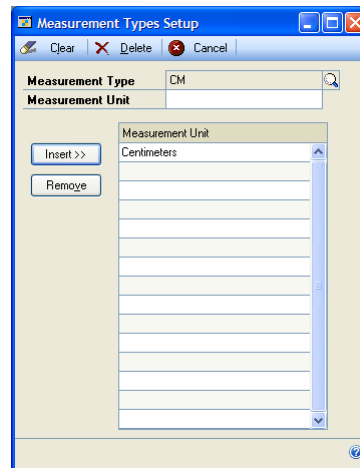 Measurement Types Setup
Clear Delete Cancel
Measurement Type CM
Measurement Unit
Measurement Unit
Insert >> Centimeters
Remove